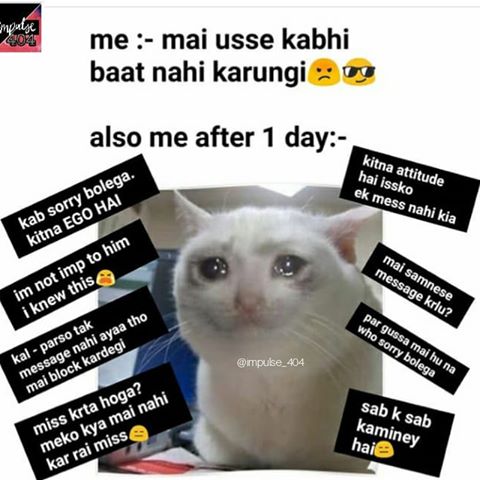 impulse
404
me :- mai usse kabhi
baat nahi karungi😠😎
also me after 1 day:-
kab sorry bolega.
kitna EGO HAI
im not imp to him
i knew this😫
kal - parso tak
message nahi ayaa tho
mai block kardegi
miss krta hoga?
meko kya mai nahi
kar rai miss😑
kitna attitude
hai issko
ek mess nahi kia
mai samnese
message krlu?
par gussa mai hu na
who sorry bolega
sab k sab
kaminey
hai😑
@impulse_404